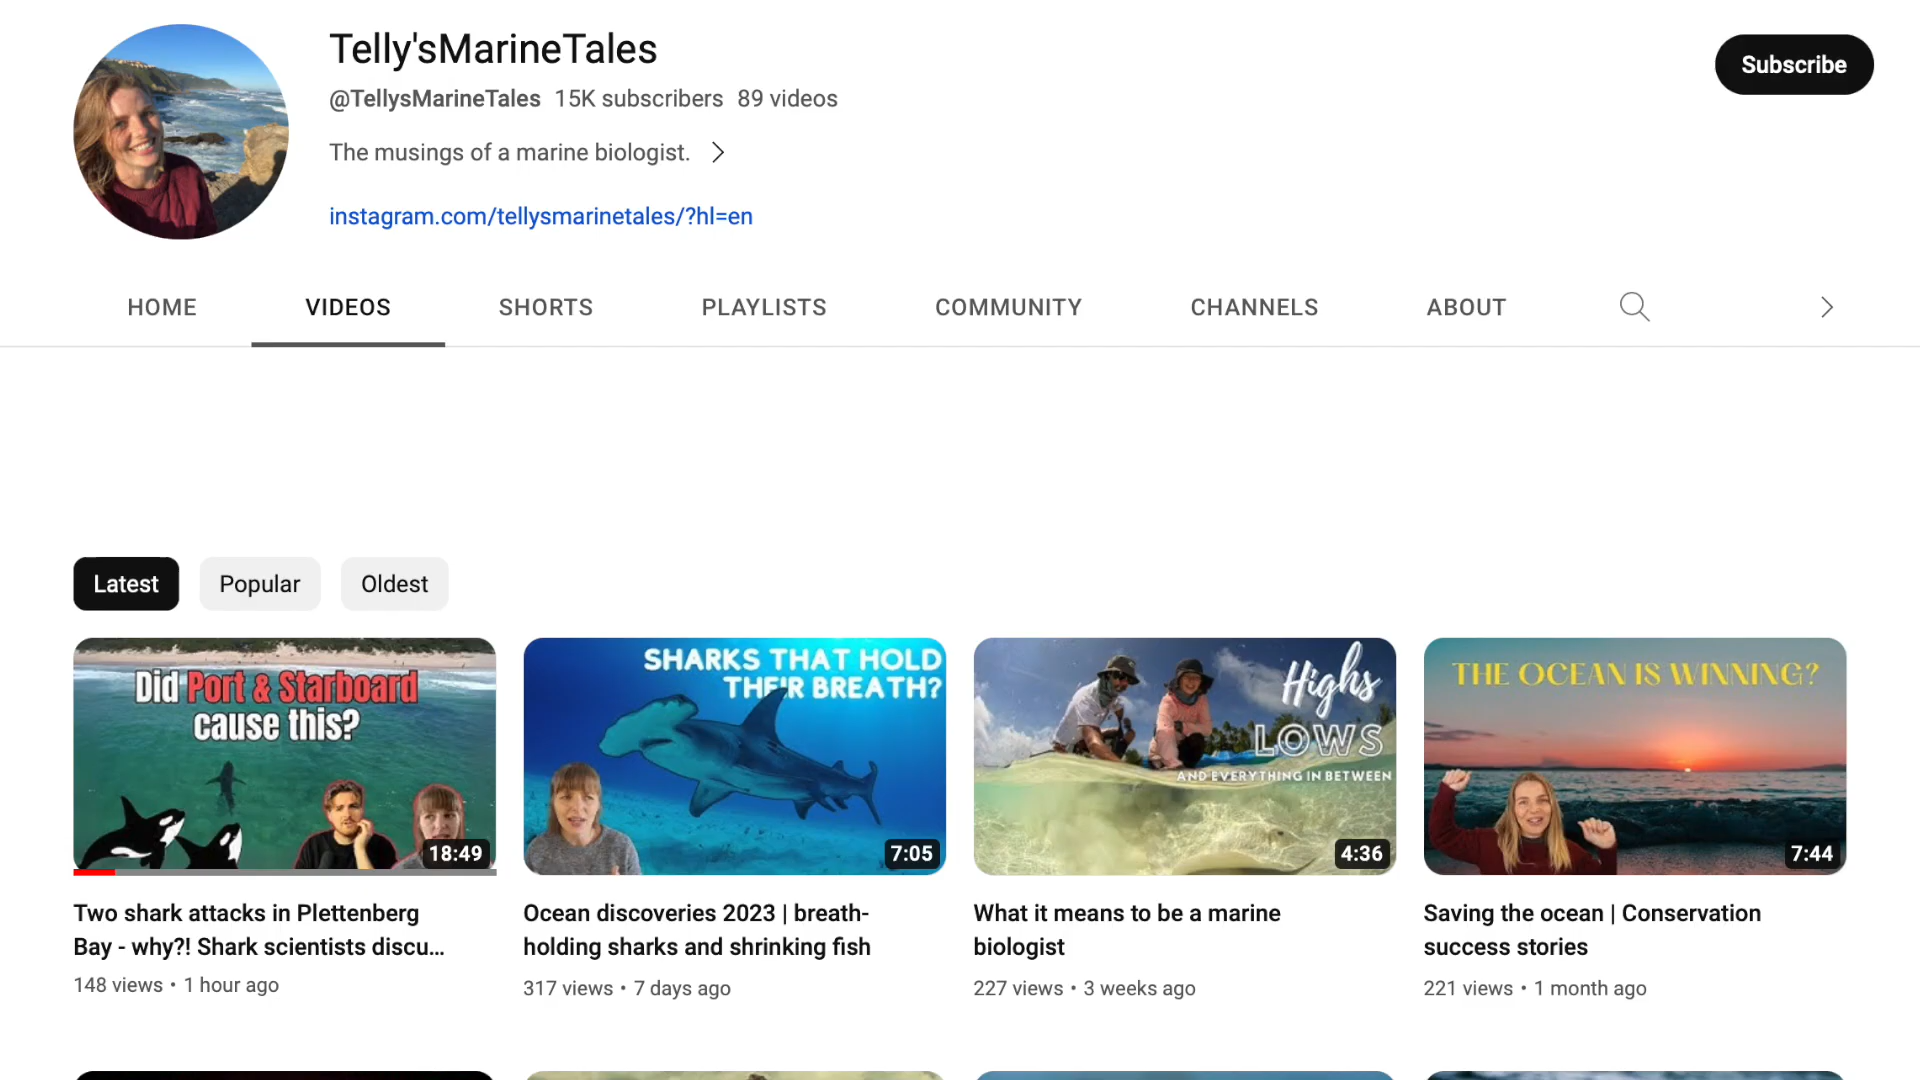 Telly'sMarineTales
Subscribe
@TellysMarineTales 15K subscribers 89 videos
The musings of a marine biologist.
instagram.com/tellysmarinetales/?hl=en
HOME VIDEOS SHORTS PLAYLISTS COMMUNITY CHANNELS ABOUT
Latest Popular Oldest
Did Port & Starboard
cause this?
18:49
SHARKS THAT HOLD
THEIR BREATH?
7:05
Highs
LOWS
AND EVERYTHING IN BETWEEN
4:36
THE OCEAN IS WINNING?
7:44
Two shark attacks in Plettenberg
Bay - why?! Shark scientists discu...
148 views • 1 hour ago
Ocean discoveries 2023 | breath-
holding sharks and shrinking fish
317 views • 7 days ago
What it means to be a marine
biologist
227 views • 3 weeks ago
Saving the ocean | Conservation
success stories
221 views • 1 month ago